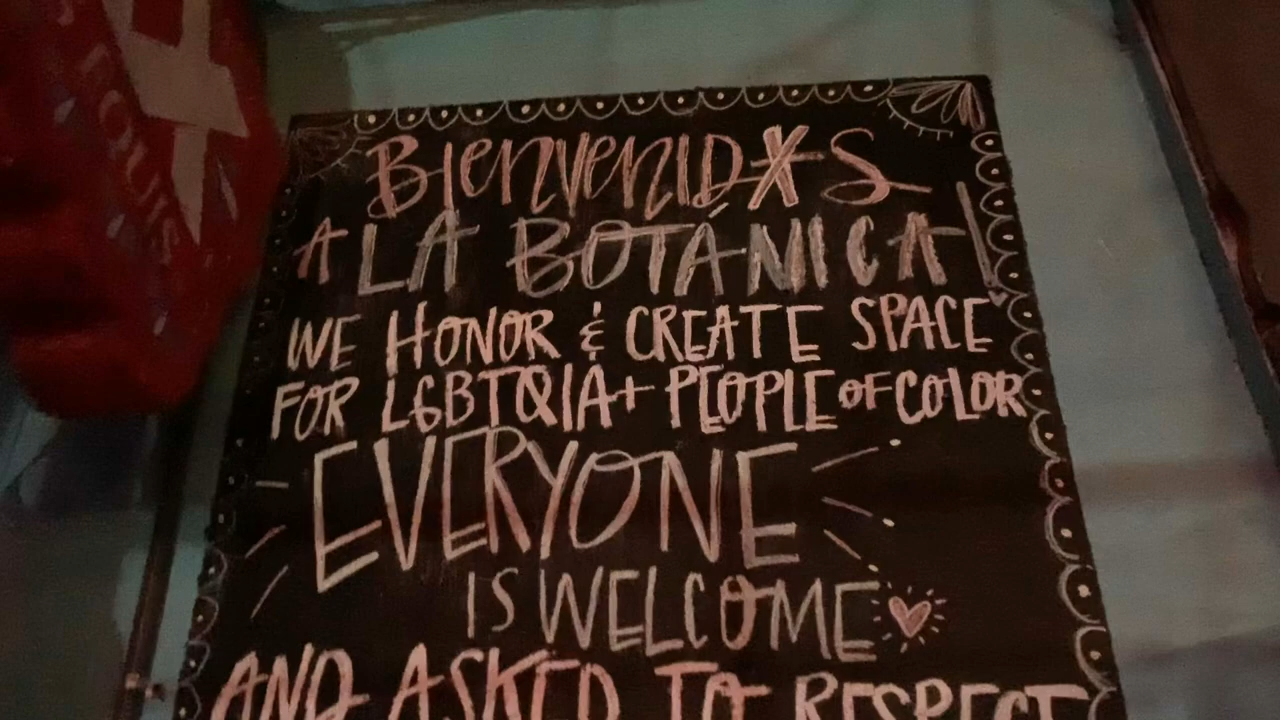 BIENVENIDXS
A LA BOTÁNICA!
WE HONOR & CREATE SPACE
FOR LGBTQIA+ PEOPLE OF COLOR
EVERYONE
IS WELCOME
AND ASKED TO RESPECT